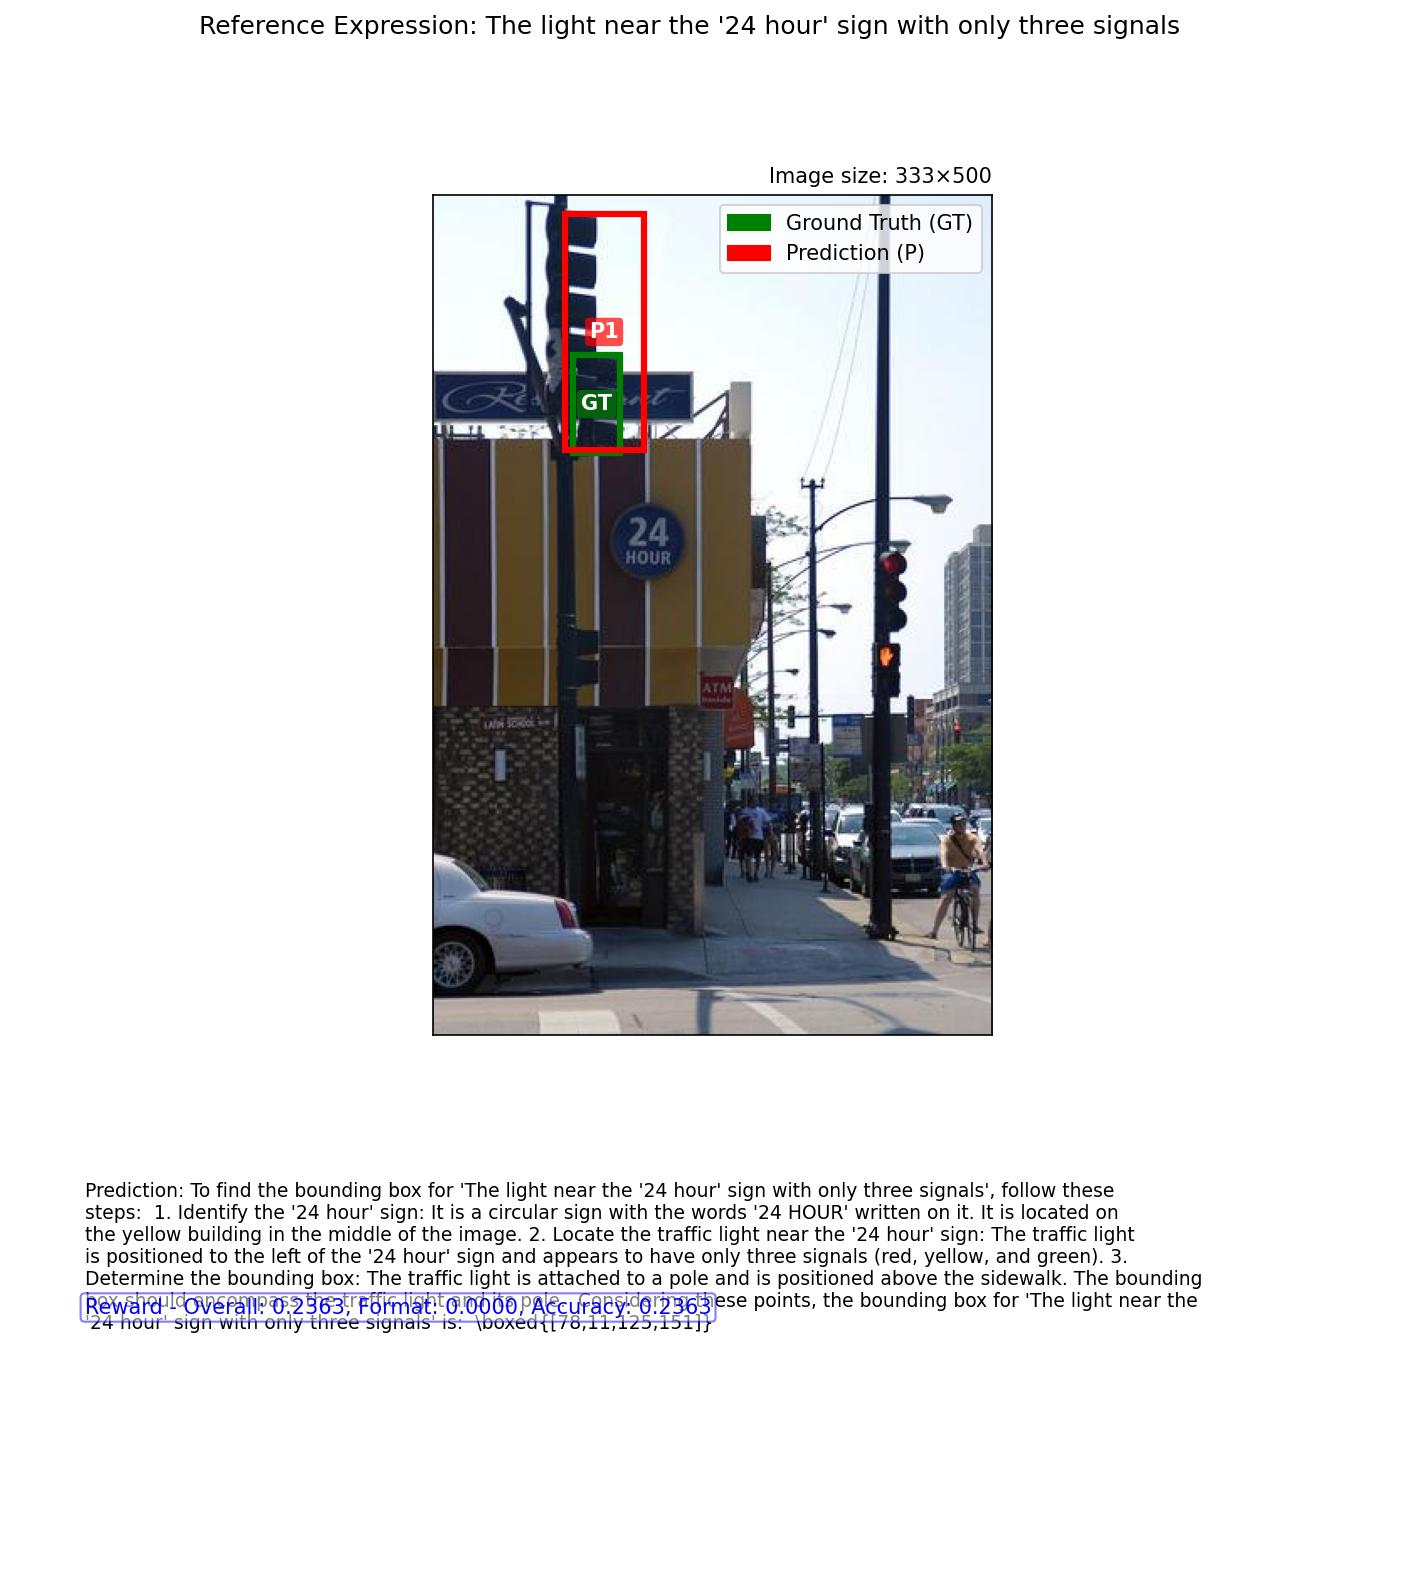 Reference Expression: The light near the '24 hour' sign with only three signals
Image size: 333×500
Ground Truth (GT)
Prediction (P)
P1
GT
24
HOUR
ATM
LATIN SCHOOL
Prediction: To find the bounding box for 'The light near the '24 hour' sign with only three signals', follow these
steps:  1. Identify the '24 hour' sign: It is a circular sign with the words '24 HOUR' written on it. It is located on
the yellow building in the middle of the image. 2. Locate the traffic light near the '24 hour' sign: The traffic light
is positioned to the left of the '24 hour' sign and appears to have only three signals (red, yellow, and green). 3.
Determine the bounding box: The traffic light is attached to a pole and is positioned above the sidewalk. The bounding
box should encompass the traffic light and its pole.  Considering these points, the bounding box for 'The light near the
Reward - Overall: 0.2363, Format: 0.0000, Accuracy: 0.2363
'24 hour' sign with only three signals' is:  \boxed{[78,11,125,151]}